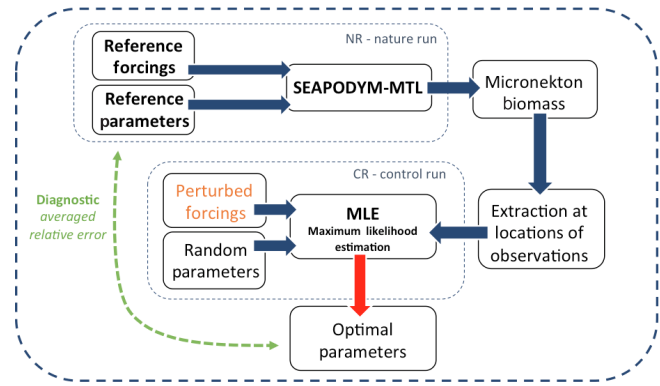 NR - nature run
Reference
forcings
Reference
parameters
SEAPODYM-MTL
Micronekton
biomass
CR - control run
Perturbed
forcings
Random
parameters
MLE
Maximum likelihood
estimation
Extraction at
locations of
observations
Diagnostic
averaged
relative error
Optimal
parameters